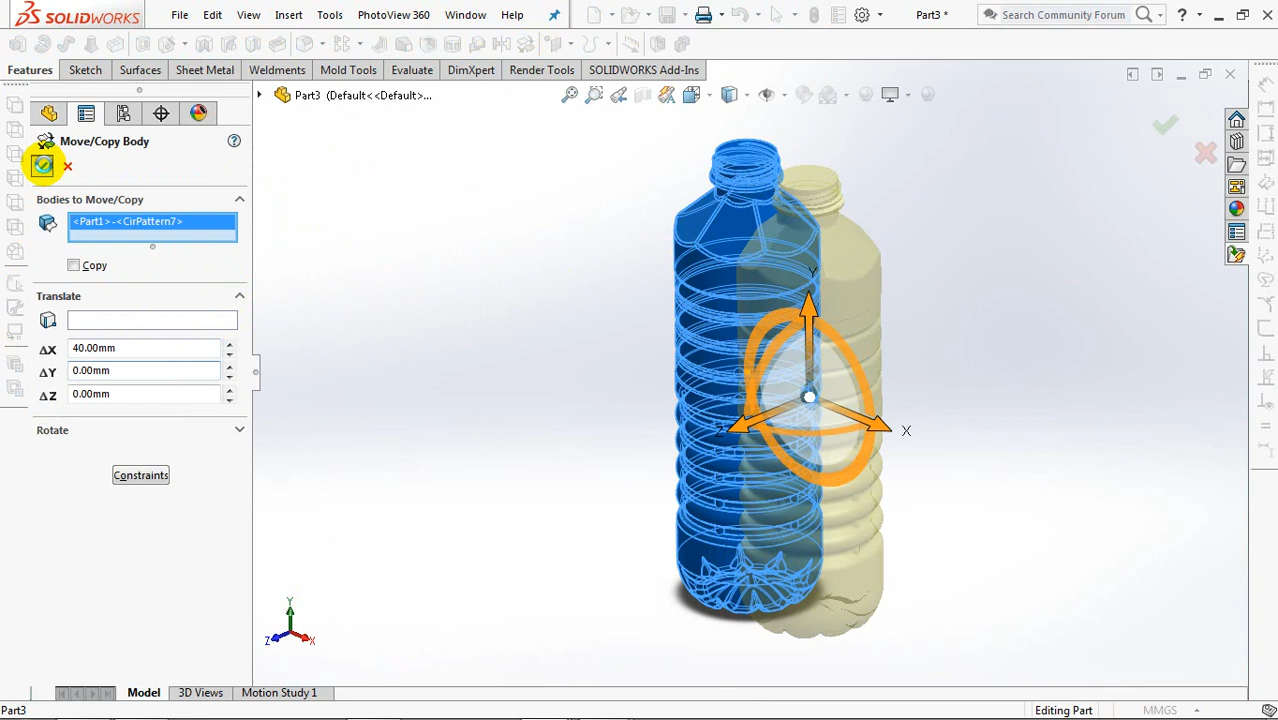 SOLIDWORKS File Edit View Insert Tools PhotoView 360 Window Help Part3 * Search Community Forum ?
Features Sketch Surfaces Sheet Metal Weldments Mold Tools Evaluate DimXpert Render Tools SOLIDWORKS Add-Ins
Part3 (Default<<Default>...
Move/Copy Body ?
Bodies to Move/Copy
<Part1>-<CirPattern7>
Copy
Translate
ΔX 40.00mm
ΔY 0.00mm
ΔZ 0.00mm
Rotate
Constraints
Y
Z
X
Y
Z X
Model 3D Views Motion Study 1
Part3 Editing Part MMGS